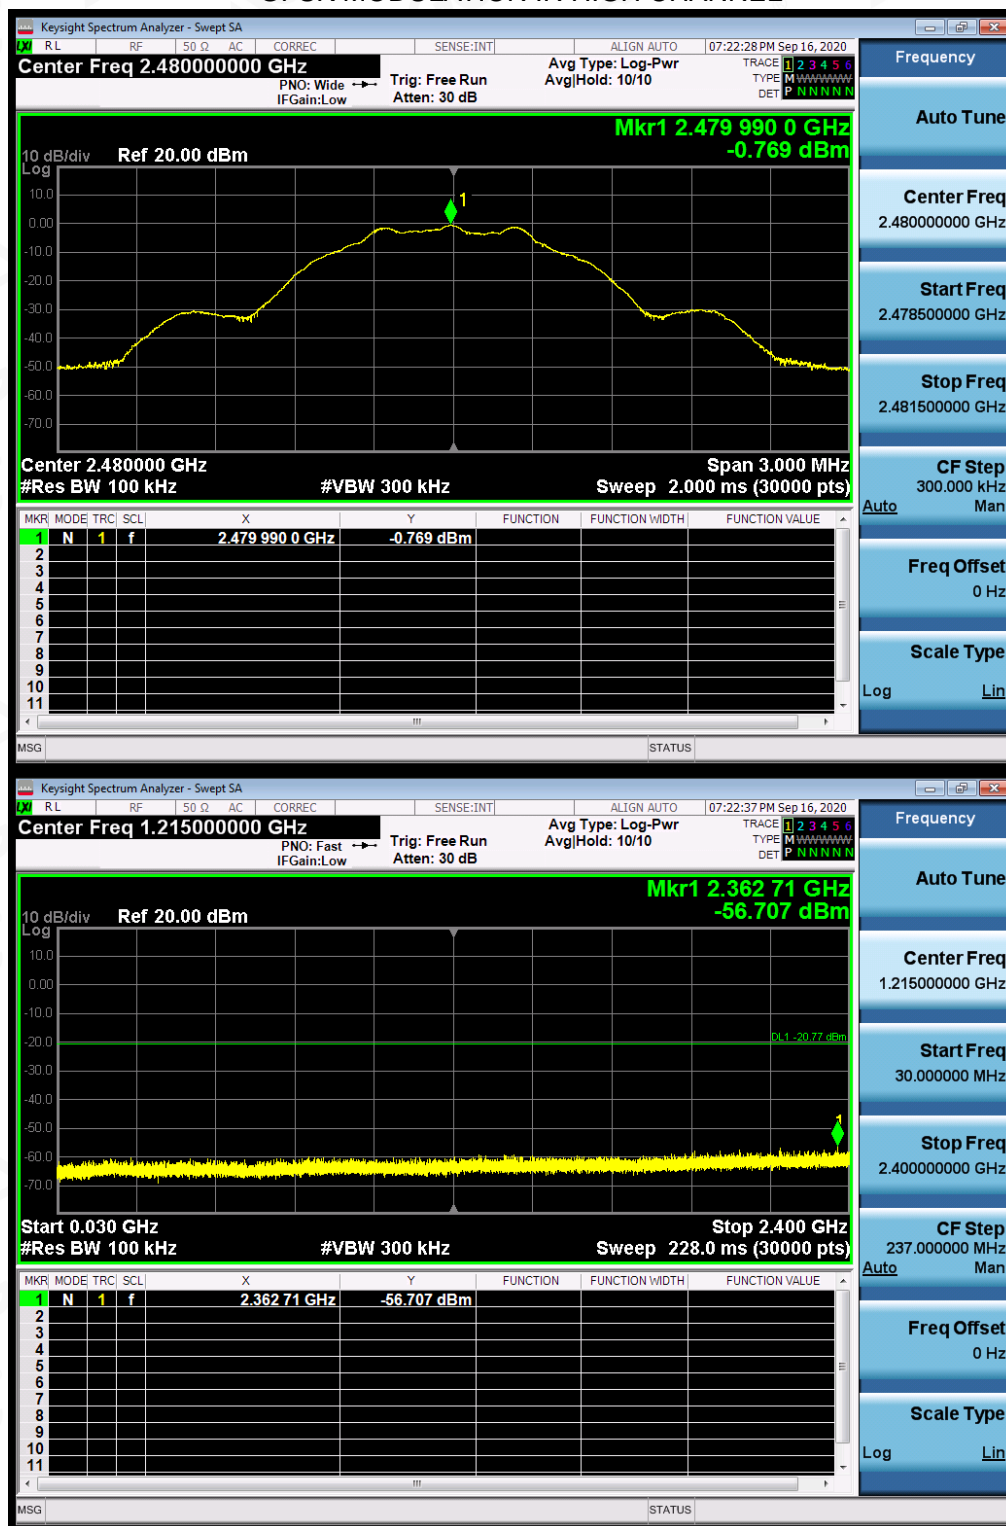 MODULATION IN HIGH CHANNEL
Keysight Spectrum Analyzer - Swept SA
LXI RL RF 50 Ω AC CORREC SENSE:INT ALIGN AUTO 07:22:28 PM Sep 16, 2020
Center Freq 2.480000000 GHz
PNO: Wide
IFGain:Low
Trig: Free Run
Atten: 30 dB
Avg Type: Log-Pwr
Avg|Hold: 10/10
TRACE 1 2 3 4 5 6
TYPE M WWWWW
DET P N N N N N
Mkr1 2.479 990 0 GHz
-0.769 dBm
10 dB/div Ref 20.00 dBm
Log
10.0
0.00
-10.0
-20.0
-30.0
-40.0
-50.0
-60.0
-70.0
1
Center 2.480000 GHz Span 3.000 MHz
#Res BW 100 kHz #VBW 300 kHz Sweep 2.000 ms (30000 pts)
MKR MODE TRC SCL X Y FUNCTION FUNCTION WIDTH FUNCTION VALUE
1 N 1 f 2.479 990 0 GHz -0.769 dBm
2
3
4
5
6
7
8
9
10
11
MSG STATUS
Frequency
Auto Tune
Center Freq
2.480000000 GHz
Start Freq
2.478500000 GHz
Stop Freq
2.481500000 GHz
CF Step
300.000 kHz
Auto Man
Freq Offset
0 Hz
Scale Type
Log Lin
Keysight Spectrum Analyzer - Swept SA
LXI RL RF 50 Ω AC CORREC SENSE:INT ALIGN AUTO 07:22:37 PM Sep 16, 2020
Center Freq 1.215000000 GHz
PNO: Fast
IFGain:Low
Trig: Free Run
Atten: 30 dB
Avg Type: Log-Pwr
Avg|Hold: 10/10
TRACE 1 2 3 4 5 6
TYPE M WWWWW
DET P N N N N N
Mkr1 2.362 71 GHz
-56.707 dBm
10 dB/div Ref 20.00 dBm
Log
10.0
0.00
-10.0
-20.0
-30.0
-40.0
-50.0
-60.0
-70.0
DL1 -20.77 dBm
1
Start 0.030 GHz Stop 2.400 GHz
#Res BW 100 kHz #VBW 300 kHz Sweep 228.0 ms (30000 pts)
MKR MODE TRC SCL X Y FUNCTION FUNCTION WIDTH FUNCTION VALUE
1 N 1 f 2.362 71 GHz -56.707 dBm
2
3
4
5
6
7
8
9
10
11
MSG STATUS
Frequency
Auto Tune
Center Freq
1.215000000 GHz
Start Freq
30.000000 MHz
Stop Freq
2.400000000 GHz
CF Step
237.000000 MHz
Auto Man
Freq Offset
0 Hz
Scale Type
Log Lin